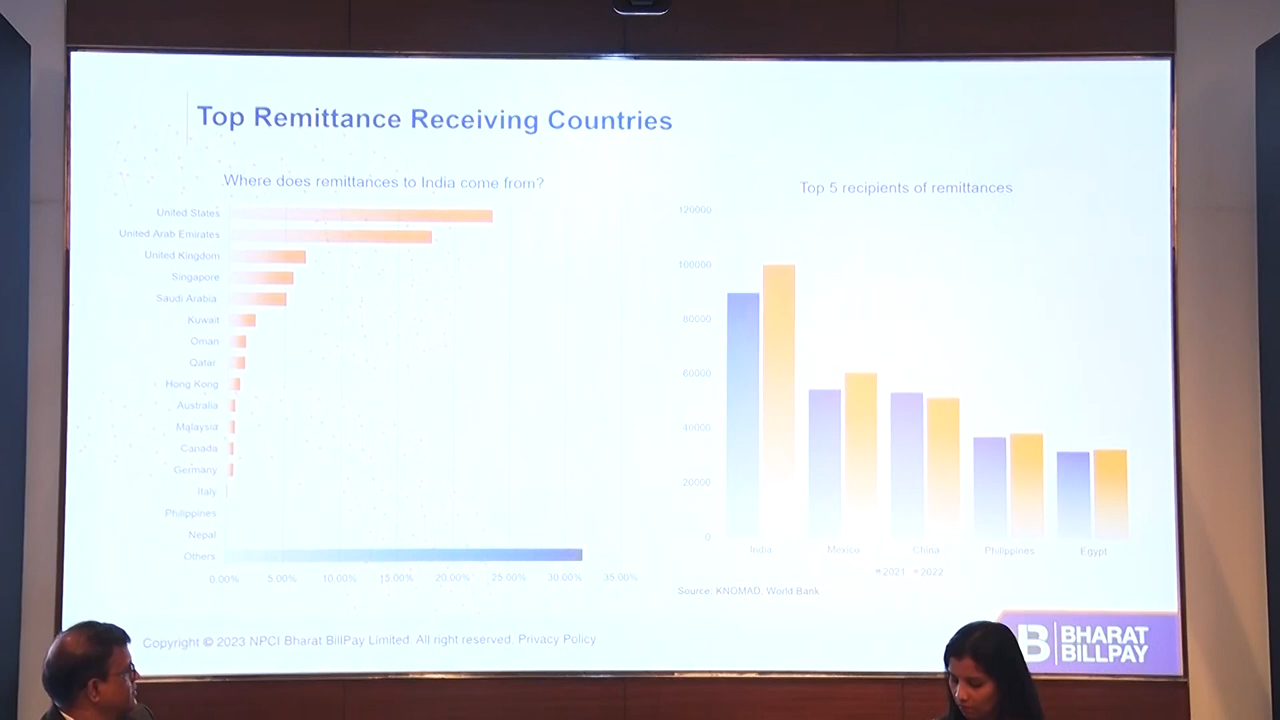 Top Remittance Receiving Countries
Where does remittances to India come from?
United States
United Arab Emirates
United Kingdom
Singapore
Saudi Arabia
Kuwait
Oman
Qatar
Hong Kong
Australia
Malaysia
Canada
Germany
Italy
Philippines
Nepal
Others
0.00% 5.00% 10.00% 15.00% 20.00% 25.00% 30.00% 35.00%
Top 5 recipients of remittances
120000
100000
80000
60000
40000
20000
0
India Mexico China Philippines Egypt
2021 2022
Source: KNOMAD, World Bank
Copyright © 2023 NPCI Bharat BillPay Limited. All right reserved. Privacy Policy
B BHARAT
BILLPAY